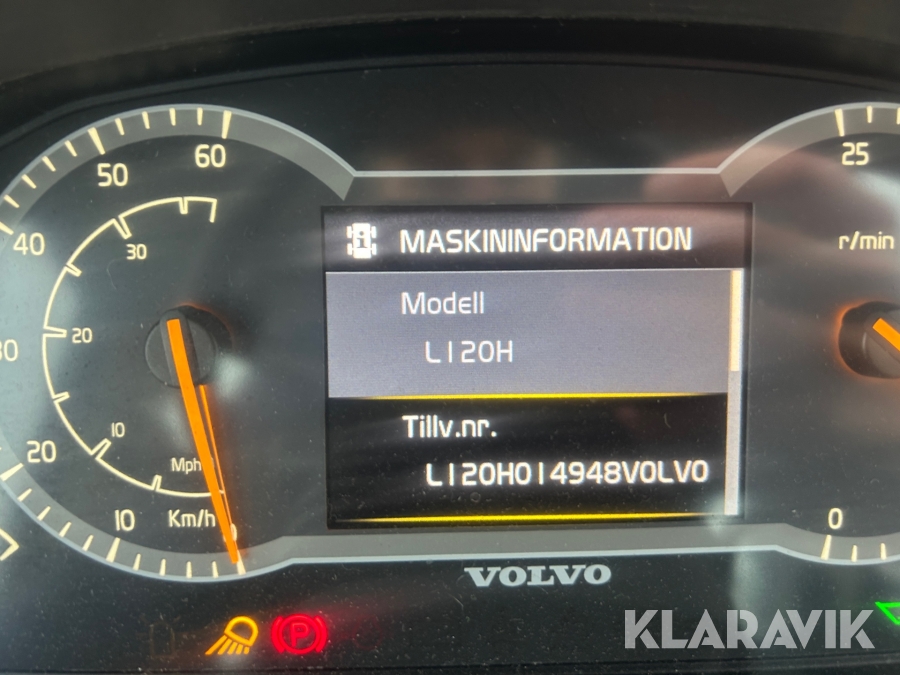 60
50
40
30
20
10
Km/h
30
20
10
Mph
0
MASKININFORMATION
Modell
L120H
Tillv.nr.
L120H014948VOLVO
25
r/min
0
VOLVO
P
KLARAVIK